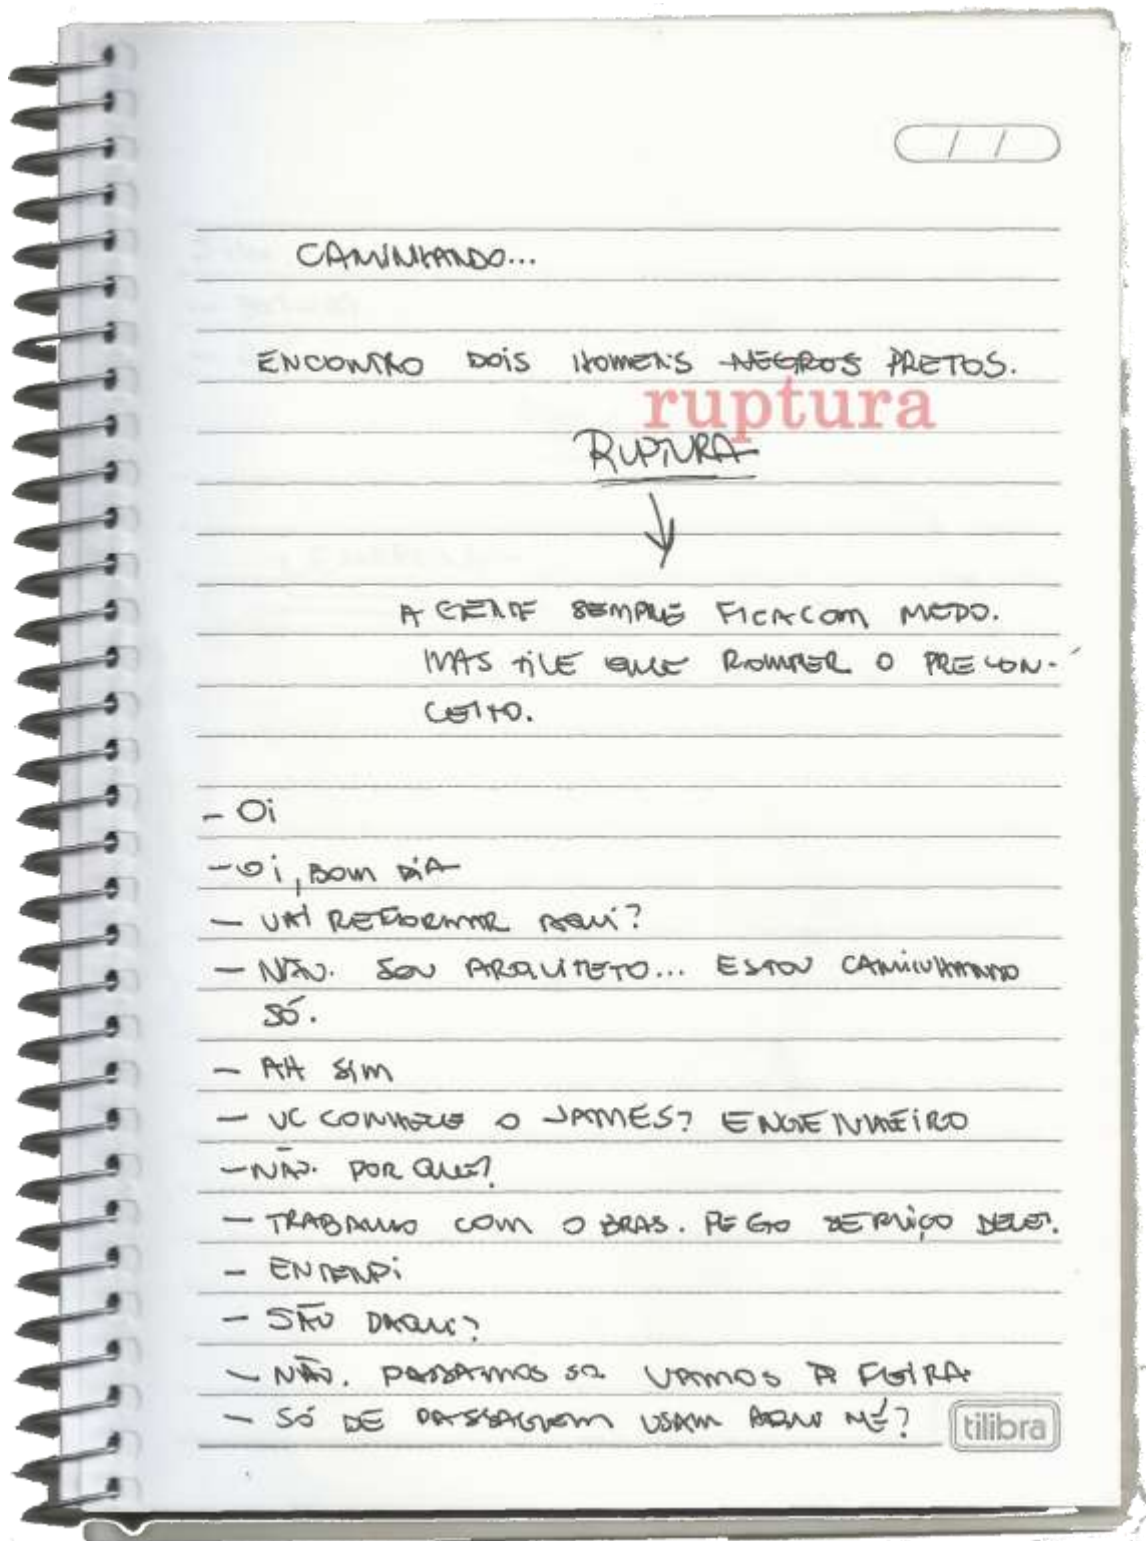 / /
CAMINHANDO...
ENCONTRO DOIS HOMENS NEGROS PRETOS.
ruptura
RUPTURA
A GENTE SEMPRE FICA COM MEDO.
MAS TIVE QUE ROMPER O PRECON-
CEITO.
- Oi
- Oi, BOM DIA
- VAI REFORMAR AQUI?
- NÃO. SOU ARQUITETO... ESTOU CAMINHANDO
SÓ.
- AH SIM
- VC CONHECE O JAMES? ENGENHEIRO
- NÃO. POR QUE?
- TRABALHO COM OBRAS. PEGO SERVIÇO DELE.
- ENTENDI
- SÃO DAQUI?
- NÃO. PASSAMOS SÓ. VAMOS À FEIRA
- SÓ DE PASSAGEM USAM AQUI NÉ?
tilibra